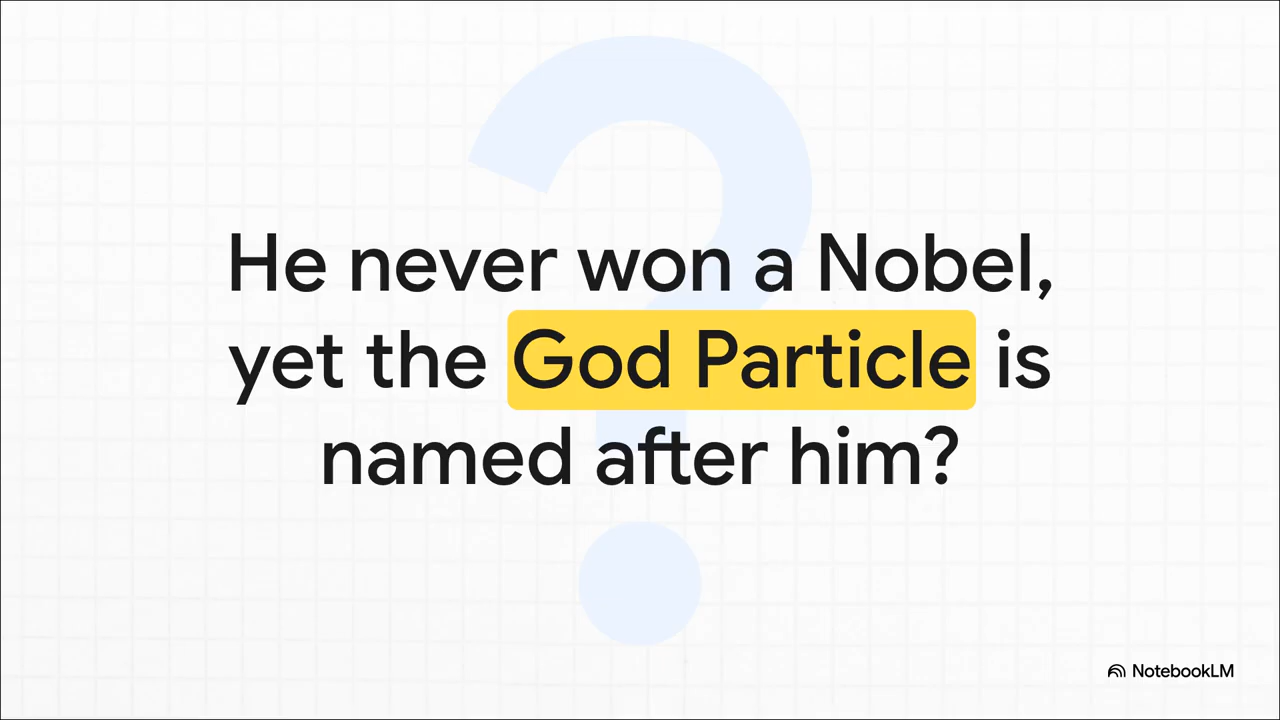 He never won a Nobel,
yet the God Particle is
named after him?
NotebookLM